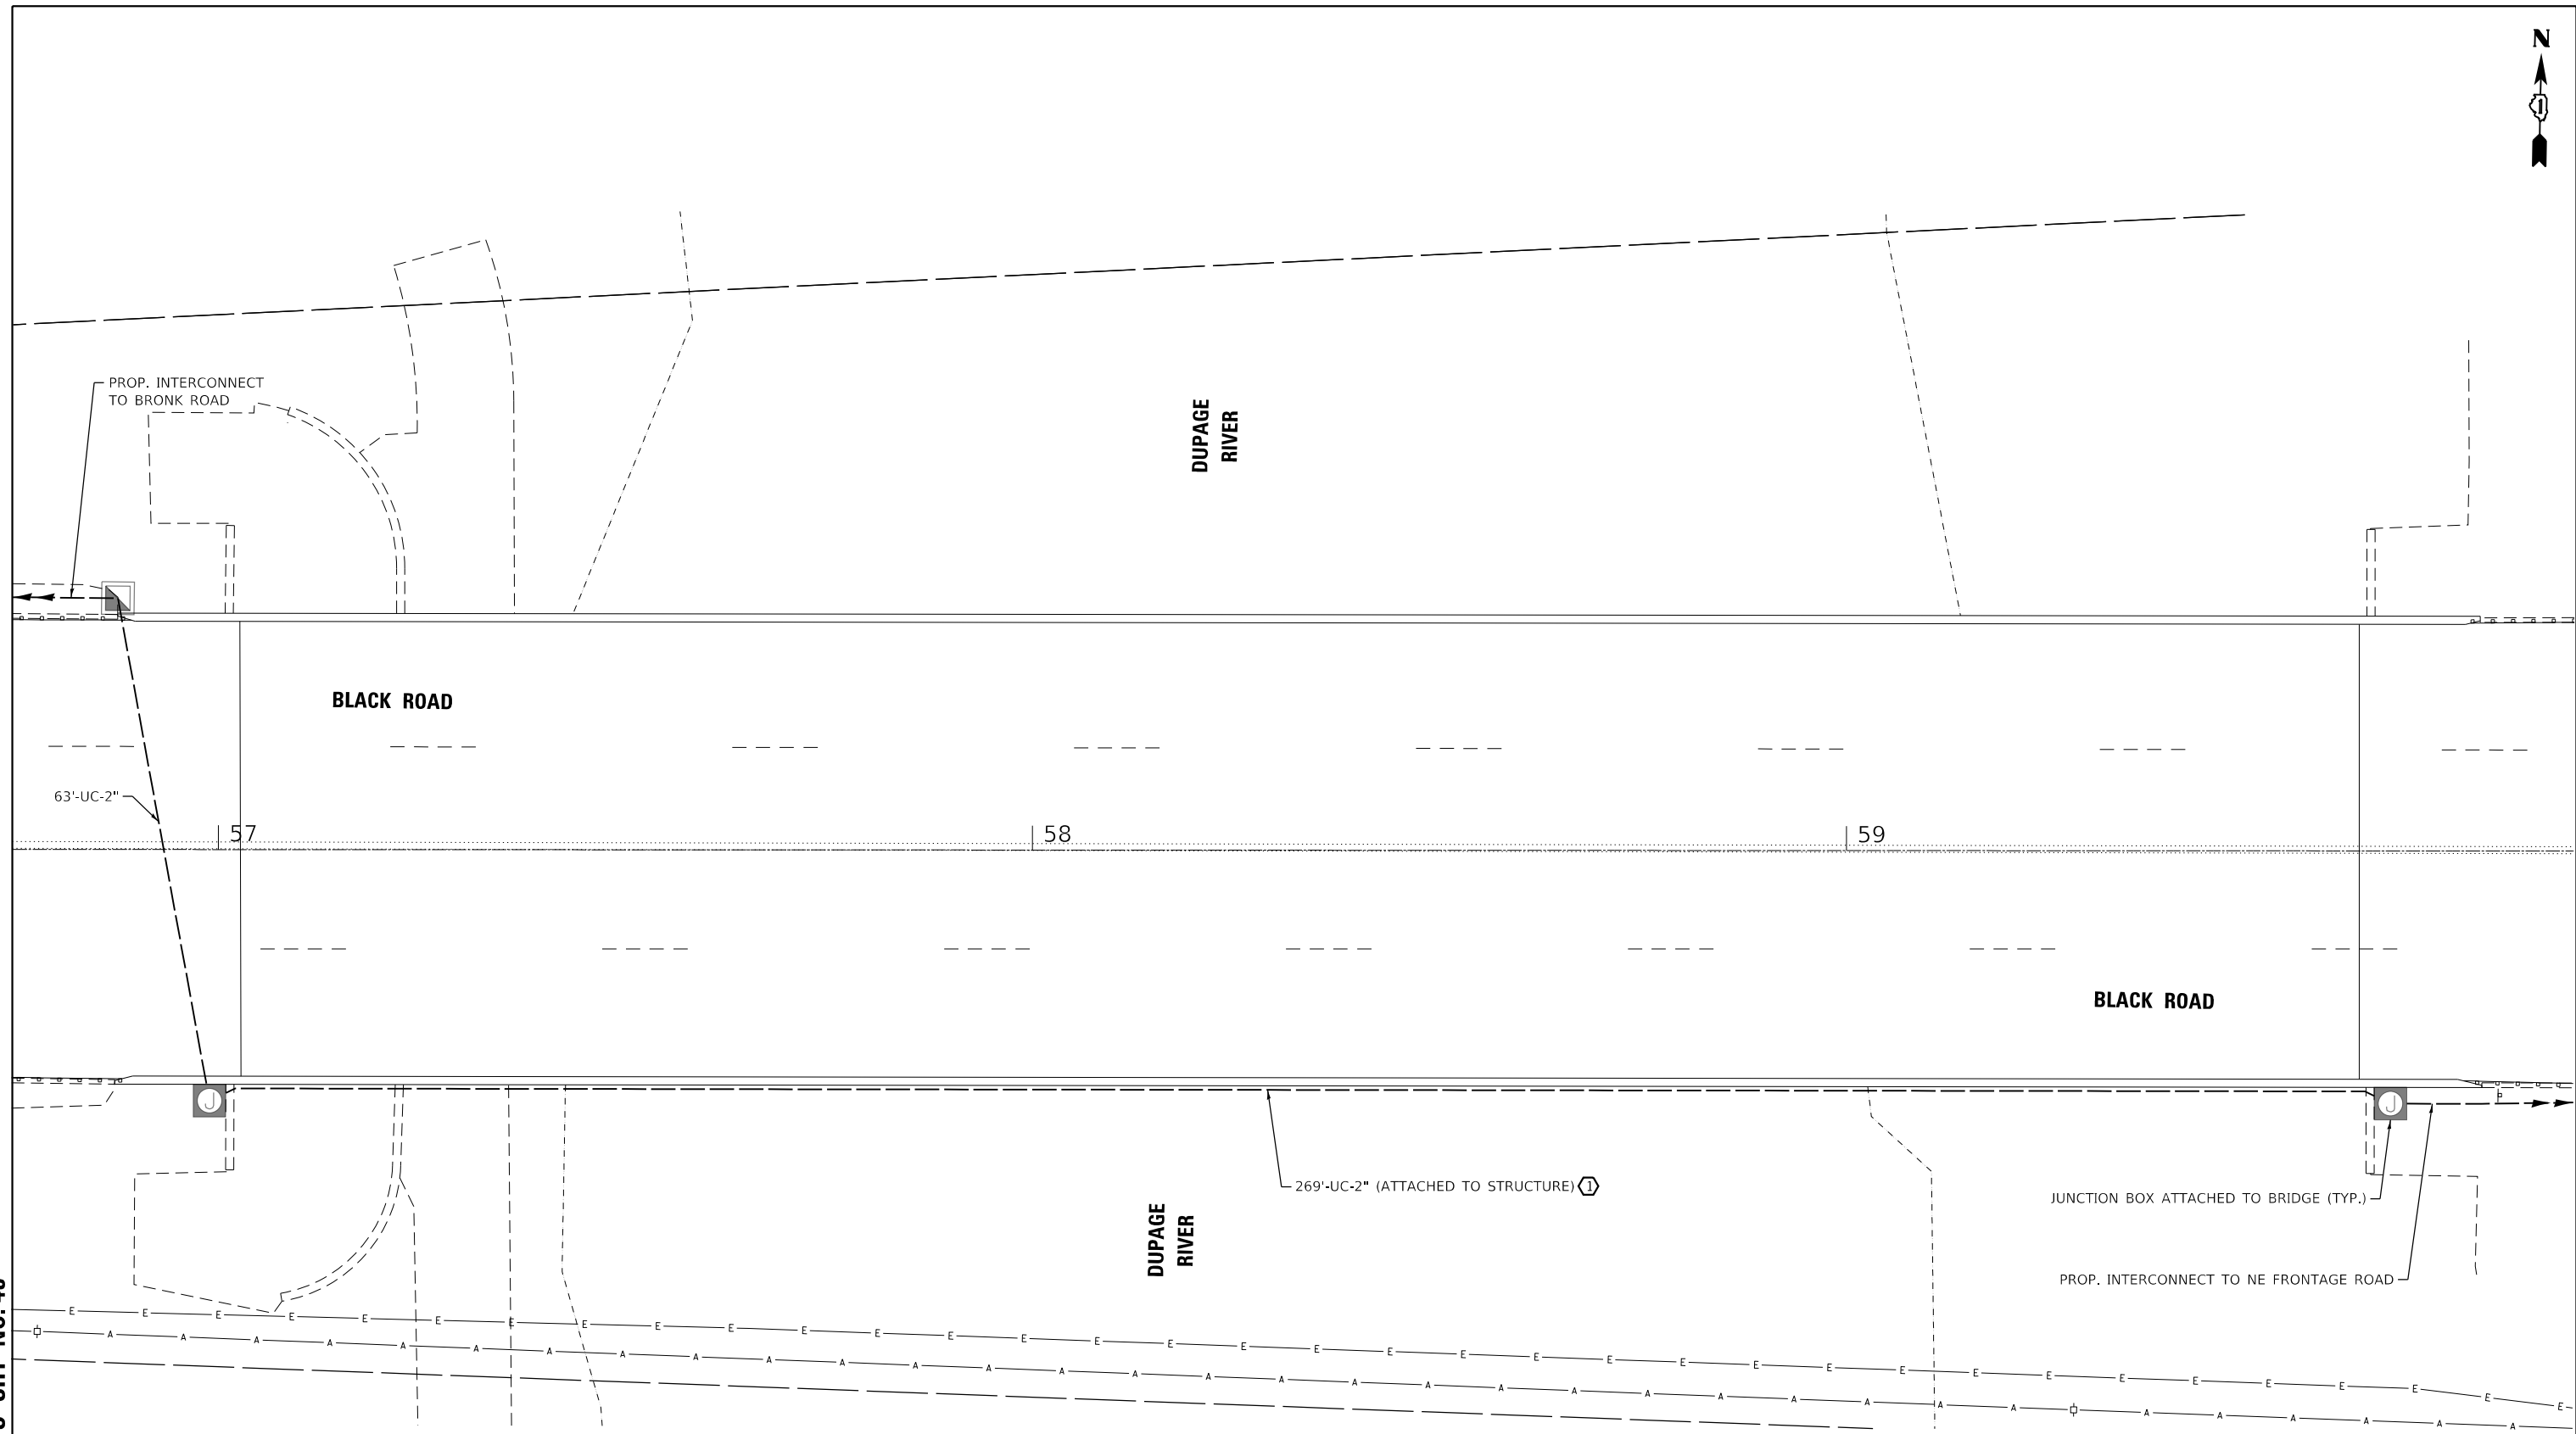 N
1
PROP. INTERCONNECT
TO BRONK ROAD
DUPAGE
RIVER
BLACK ROAD
63'-UC-2"
57
58
59
BLACK ROAD
J
J
269'-UC-2" (ATTACHED TO STRUCTURE) 1
JUNCTION BOX ATTACHED TO BRIDGE (TYP.)
DUPAGE
RIVER
PROP. INTERCONNECT TO NE FRONTAGE ROAD
E E E E E E E E E E E E E E E E E E E E E E E E E E E E E E E E E E E
A A A A A A A A A A A A A A A A A A A A A A A A A A A A A A A A A